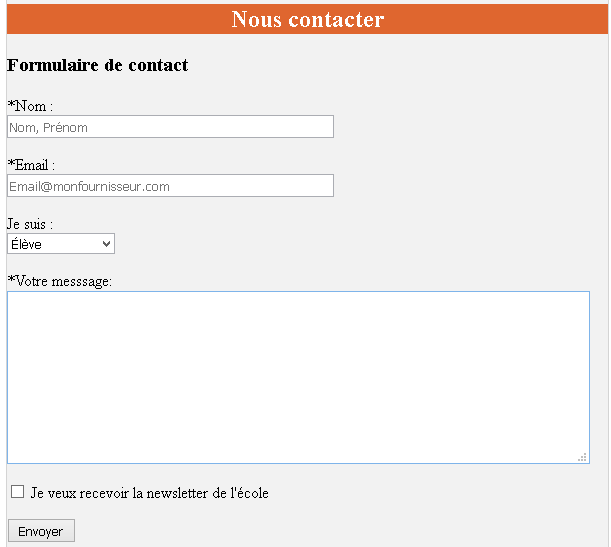 Nous contacter
Formulaire de contact
*Nom :
Nom, Prénom
*Email :
Email@monfournisseur.com
Je suis :
Élève
*Votre messsage:
Je veux recevoir la newsletter de l'école
Envoyer